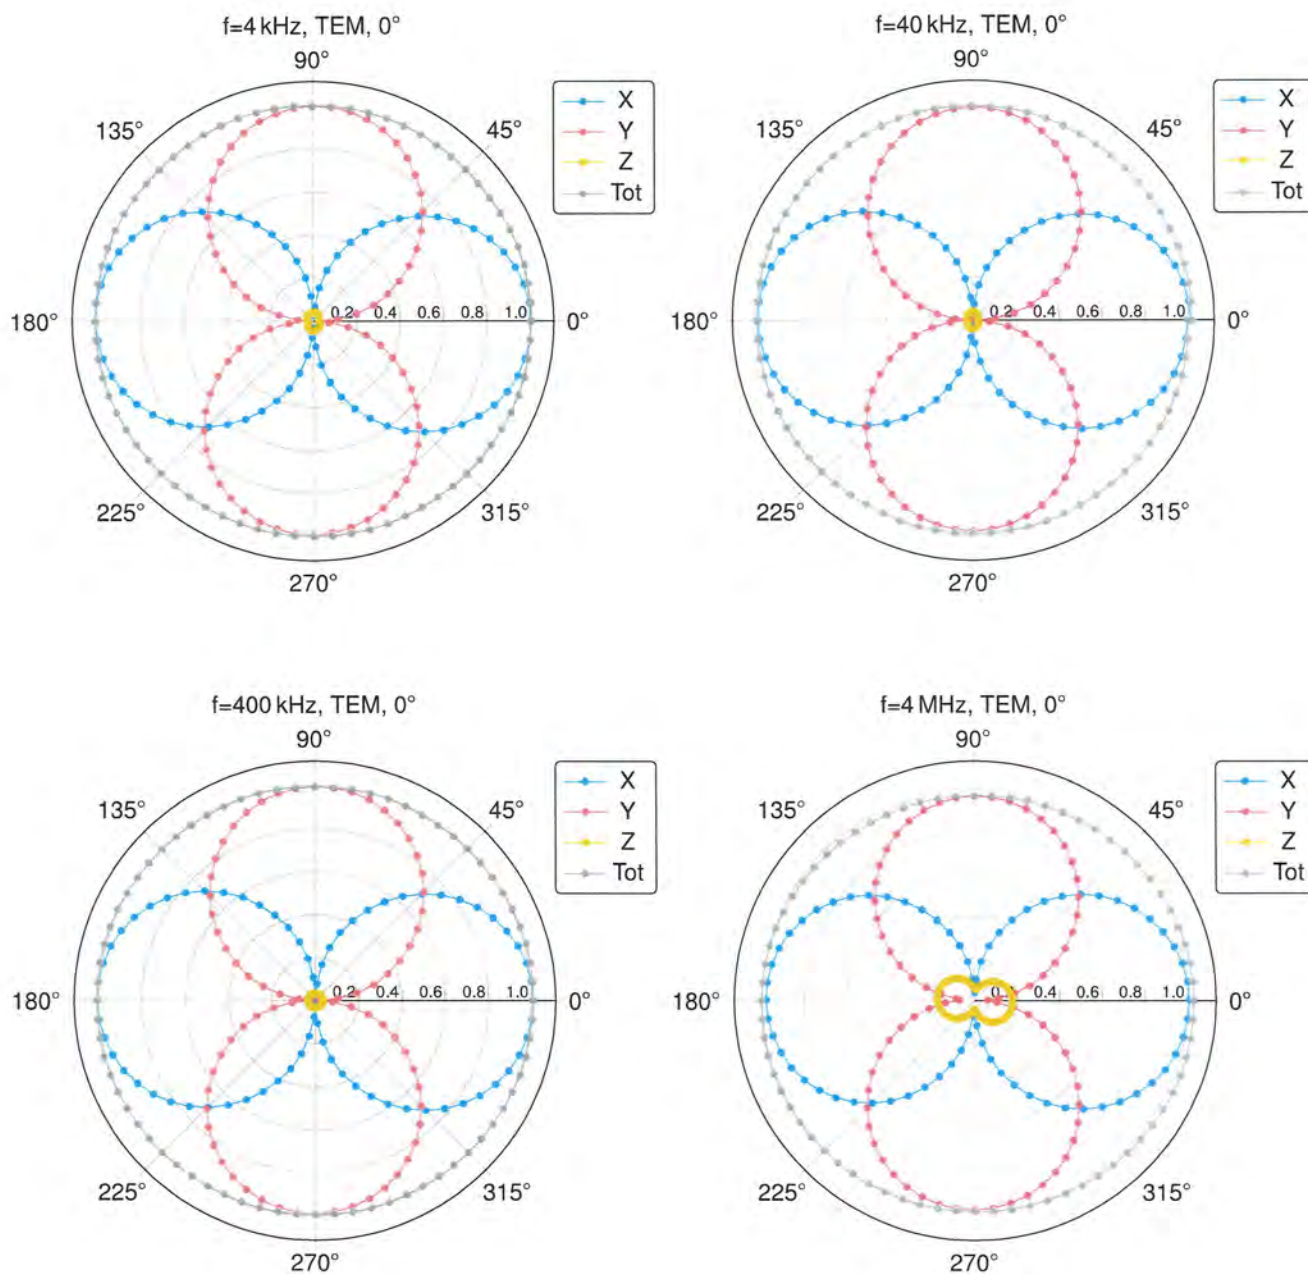 f=4 kHz, TEM, 0°
90°
135°
45°
180°
0.2 0.4 0.6 0.8 1.0
0°
225°
315°
270°
X
Y
Z
Tot
f=40 kHz, TEM, 0°
90°
135°
45°
180°
0.2 0.4 0.6 0.8 1.0
0°
225°
315°
270°
X
Y
Z
Tot
f=400 kHz, TEM, 0°
90°
135°
45°
180°
0.2 0.4 0.6 0.8 1.0
0°
225°
315°
270°
X
Y
Z
Tot
f=4 MHz, TEM, 0°
90°
135°
45°
180°
0.4 0.6 0.8 1.0
0°
225°
315°
270°
X
Y
Z
Tot